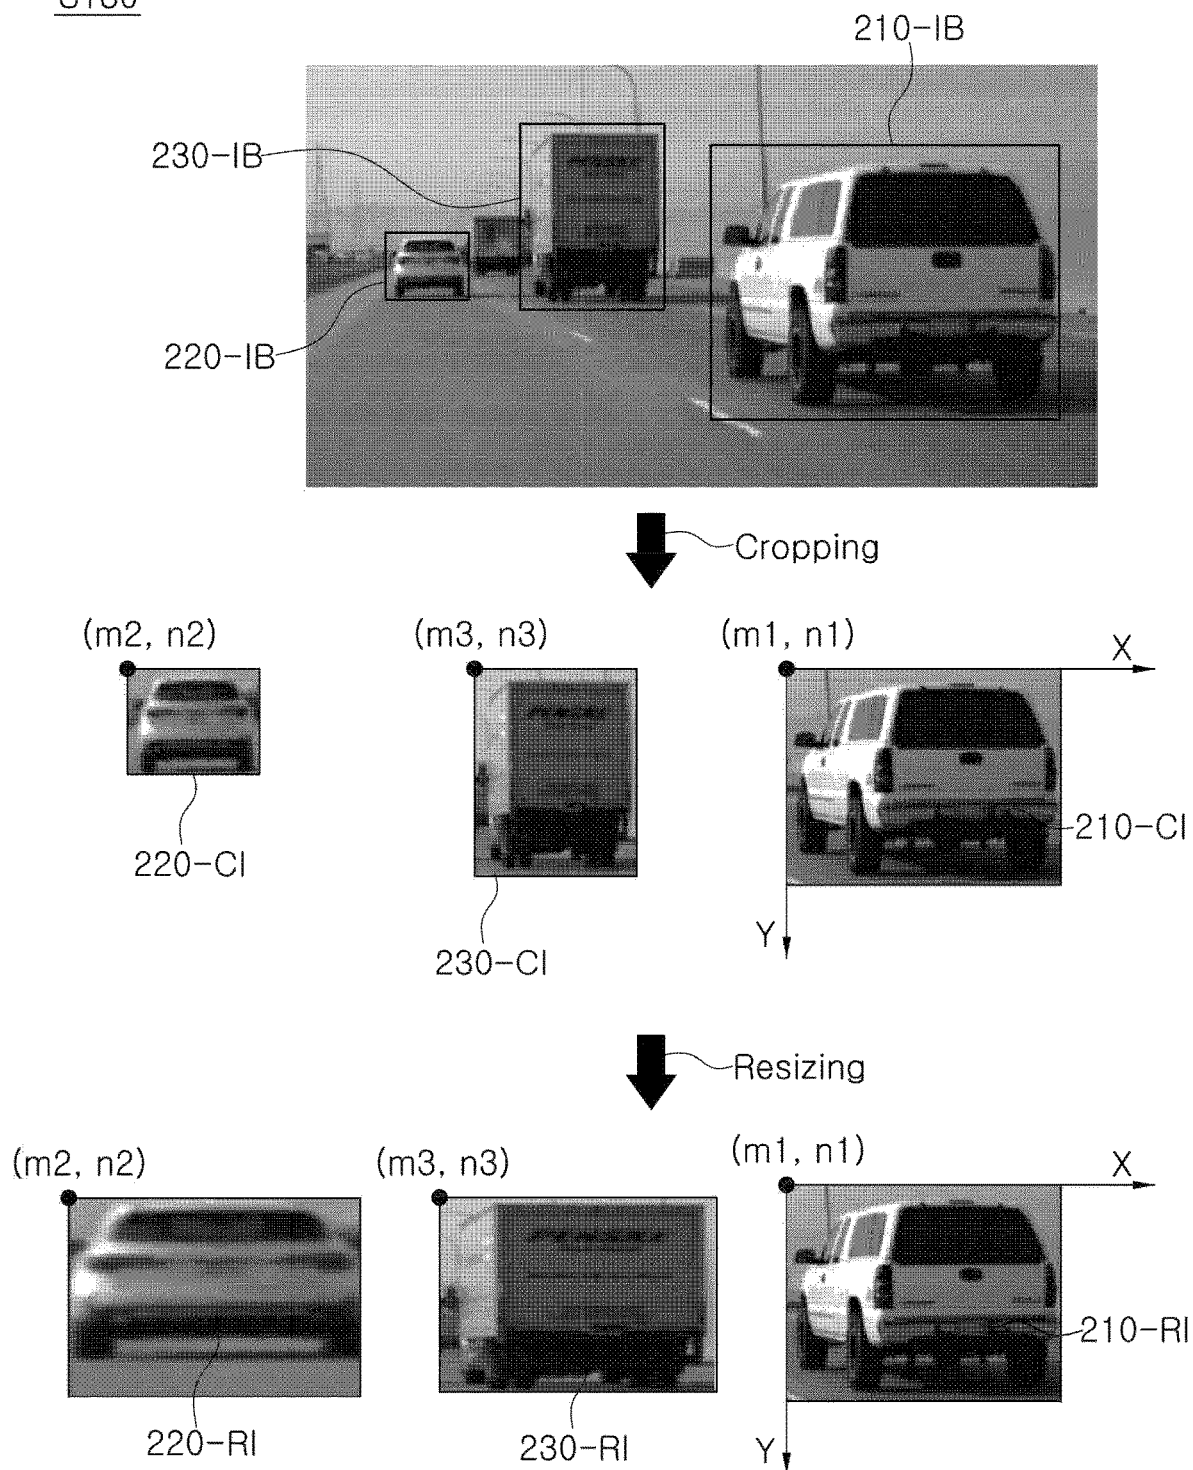 210-IB
230-IB
220-IB
Cropping
(m2, n2)
(m3, n3)
(m1, n1)
X
210-CI
220-CI
Y
230-CI
Resizing
(m2, n2)
(m3, n3)
(m1, n1)
X
210-RI
220-RI
230-RI
Y